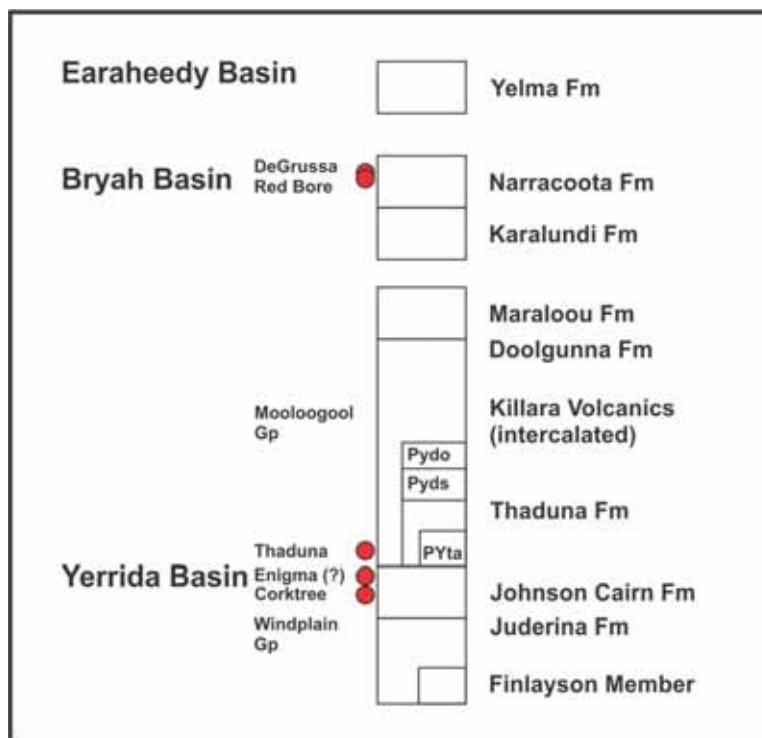 Earaheedy Basin
Yelma Fm
DeGrussa
Bryah Basin
Red Bore
Narracoota Fm
Karalundi Fm
Maraloou Fm
Doolgunna Fm
Mooloogool
Gp
Killara Volcanics
(intercalated)
Pydo
Pyds
Thaduna Fm
Thaduna
PYta
Yerrida Basin
Enigma (?)
Corktree
Johnson Cairn Fm
Windplain
Gp
Juderina Fm
Finlayson Member